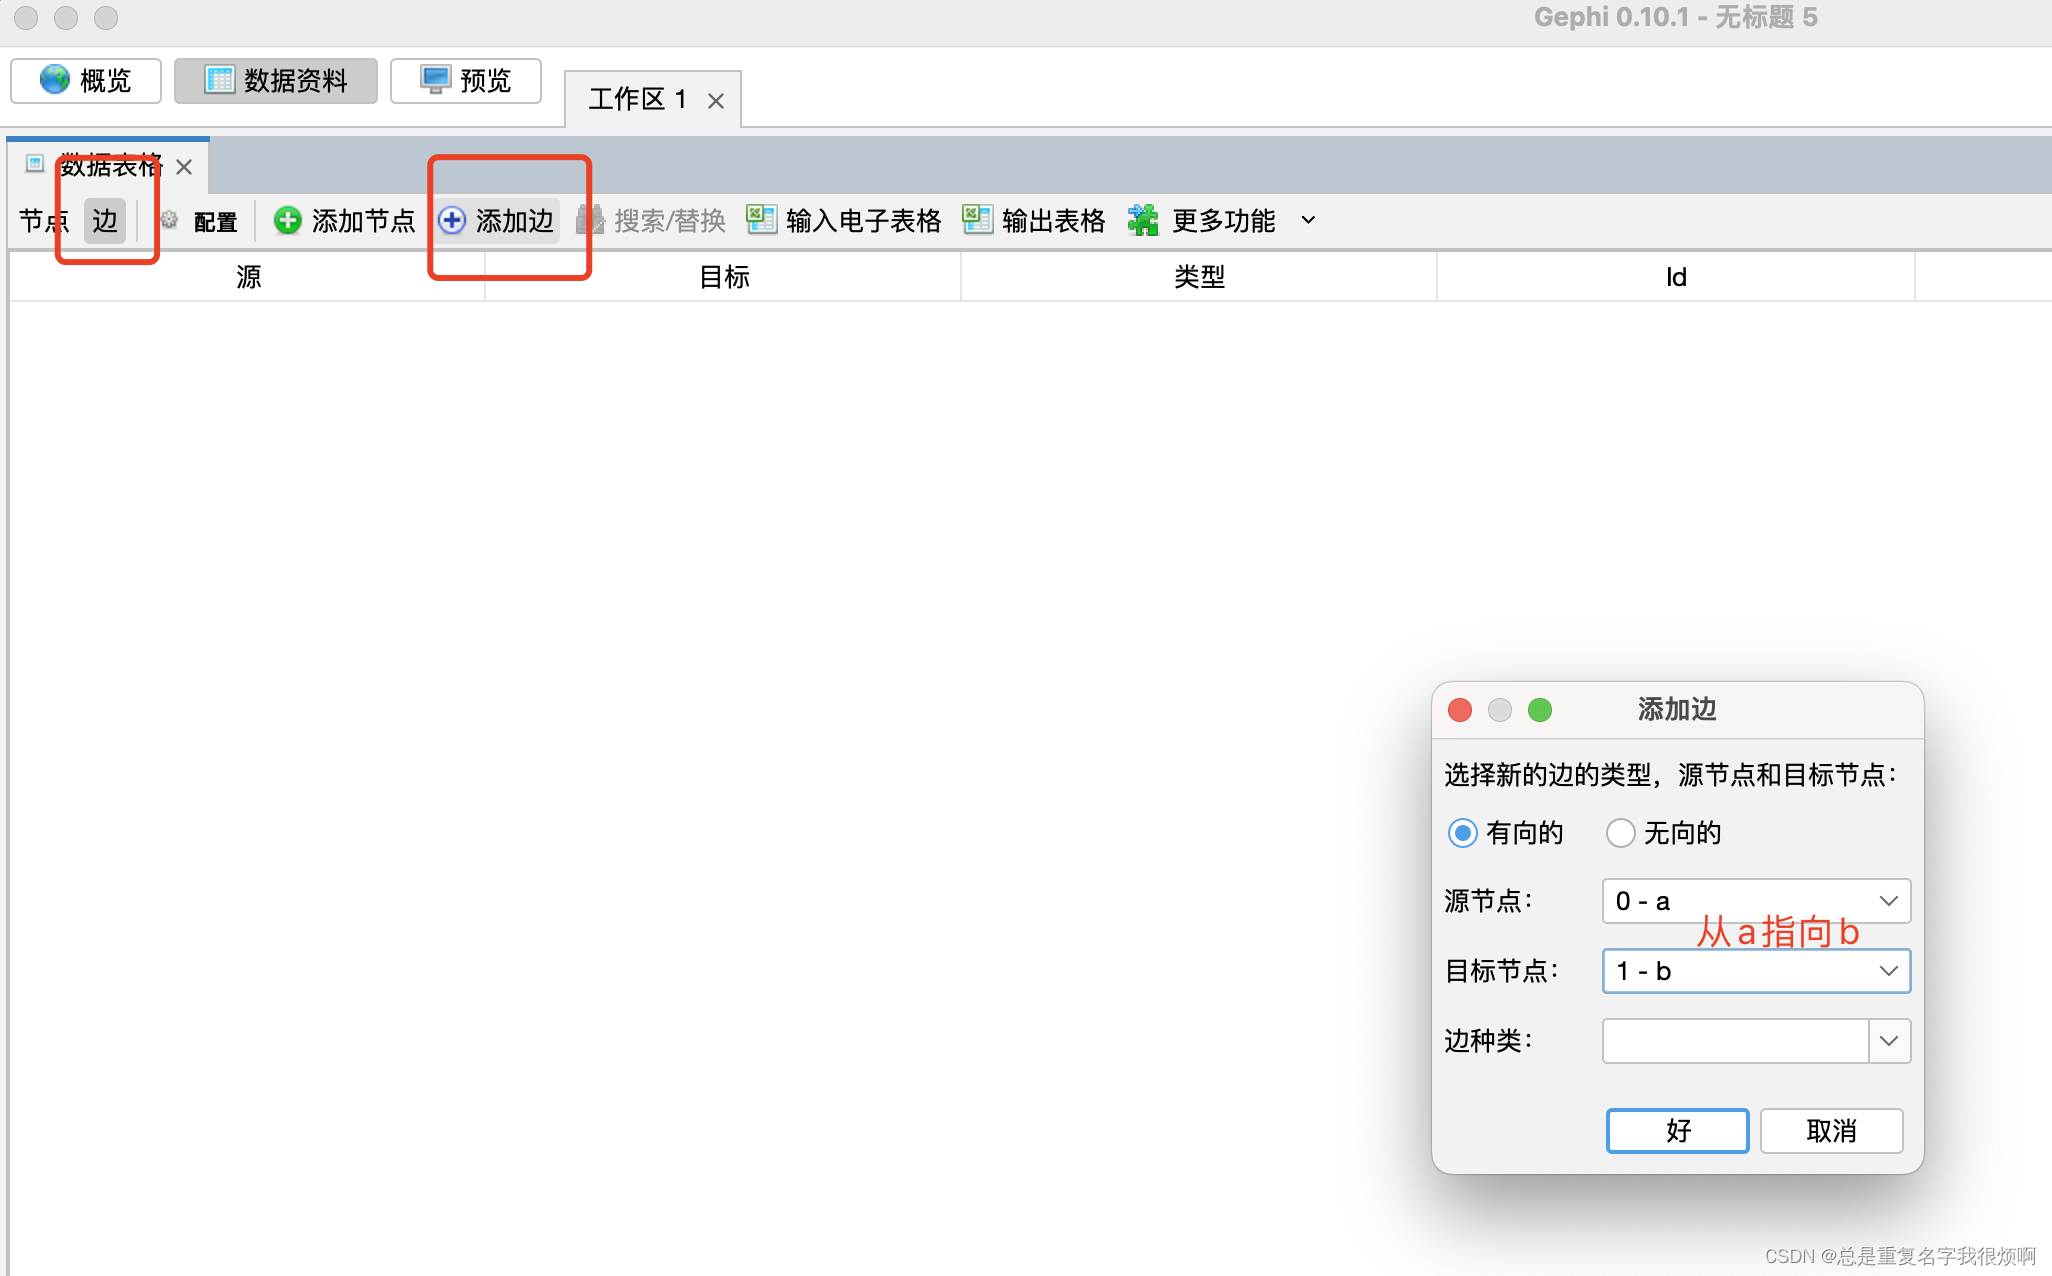 Gephi 0.10.1 - 无标题 5
概览 数据资料 预览 工作区 1
数据表格
节点 边 配置 添加节点 添加边 搜索/替换 输入电子表格 输出表格 更多功能
源 目标 类型 Id
添加边
选择新的边的类型，源节点和目标节点：
有向的 无向的
源节点： 0 - a
从a指向b
目标节点： 1 - b
边种类：
好 取消
CSDN @总是重复名字我很烦啊